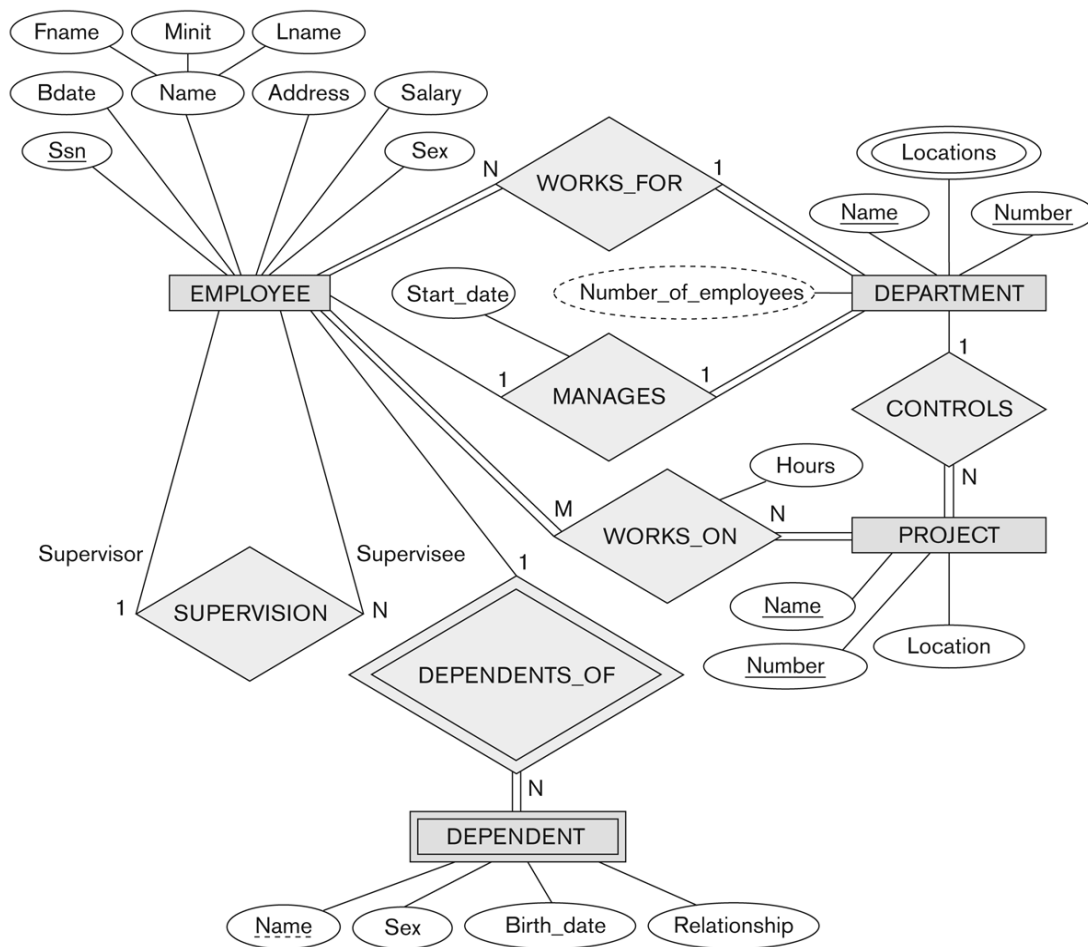 Fname
Minit
Lname
Bdate
Name
Address
Salary
Ssn
Sex
N
WORKS_FOR
1
Locations
Name
Number
EMPLOYEE
Start_date
Number_of_employees
DEPARTMENT
1
MANAGES
1
1
CONTROLS
N
Hours
M
WORKS_ON
N
PROJECT
Name
Number
Location
Supervisor
Supervisee
1
SUPERVISION
N
1
DEPENDENTS_OF
N
DEPENDENT
Name
Sex
Birth_date
Relationship